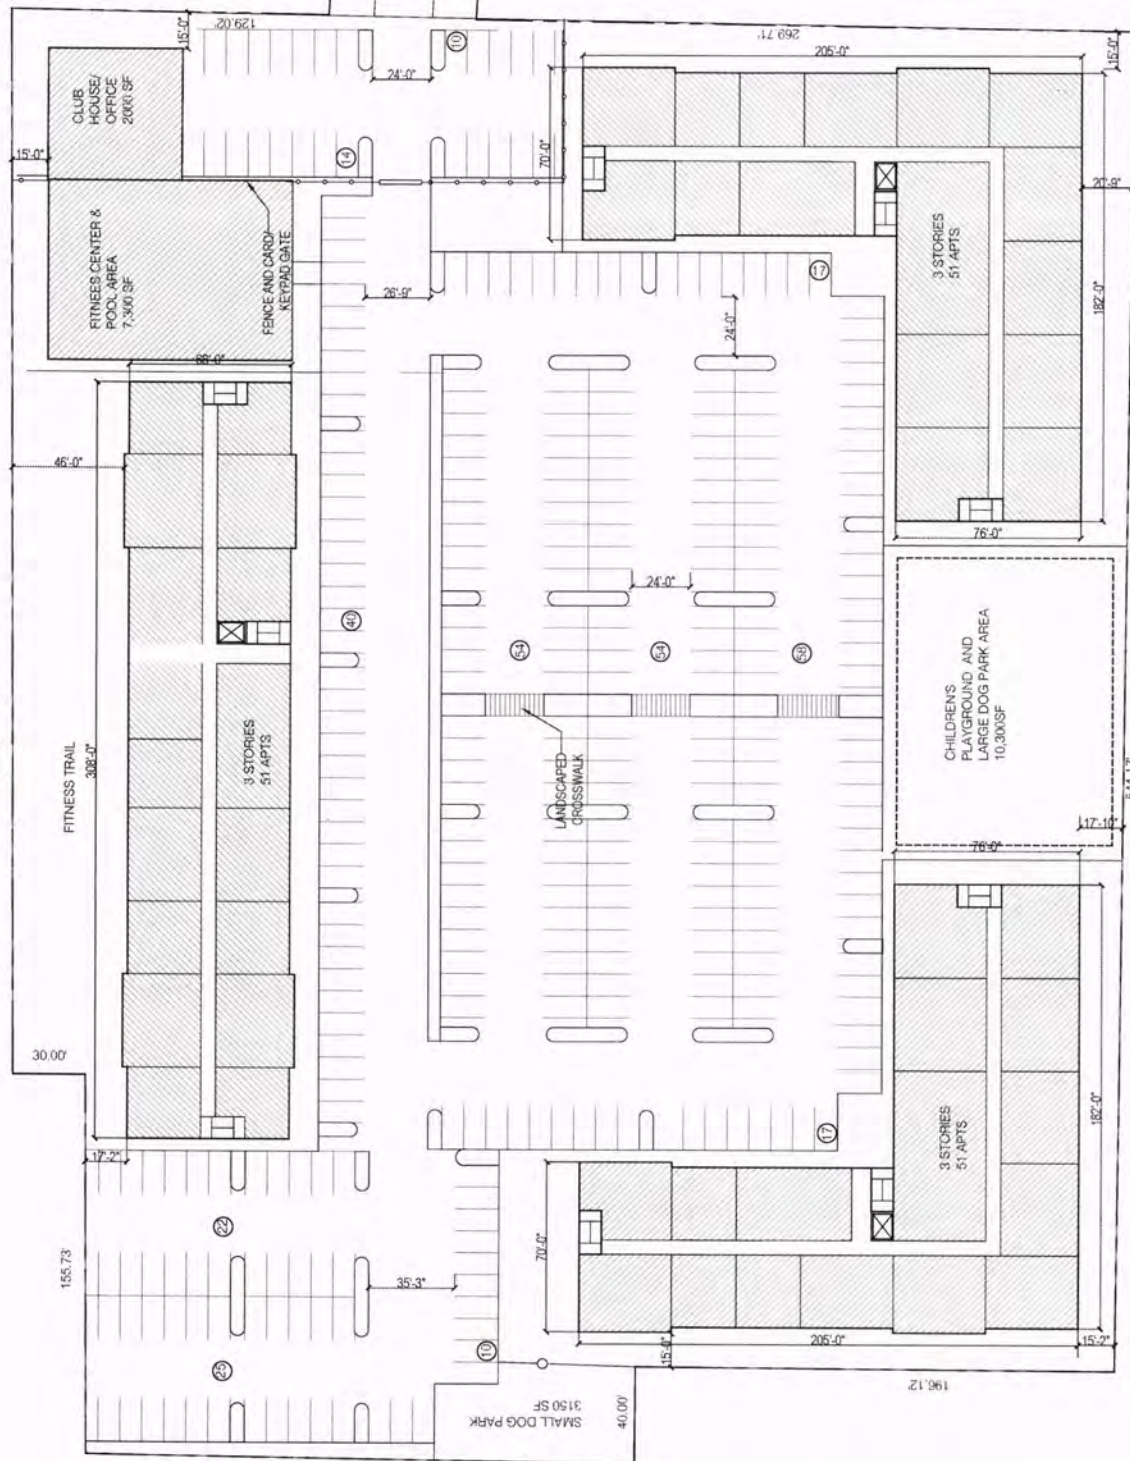 129.02'
15'-0"
CLUB
HOUSE/
OFFICE
2000 SF
15'-0"
24'-0"
10
14
FITNEES CENTER &
POOL AREA
7,300 SF
FENCE AND CARD/
KEYPAD GATE
269.71'
205'-0"
15'-0"
70'-0"
20'-9"
3 STORIES
51 APTS
182'-0"
76'-0"
17
26'-9"
24'-0"
68'-0"
46'-0"
FITNESS TRAIL
308'-0"
3 STORIES
51 APTS
40
24'-0"
54
54
58
LANDSCAPED
CROSSWALK
CHILDREN'S
PLAYGROUND AND
LARGE DOG PARK AREA
10,300SF
17'-10"
76'-0"
30.00'
17'-2"
155.73'
22
25
35'-3"
10
17
70'-0"
3 STORIES
51 APTS
182'-0"
205'-0"
15'-2"
15'-0"
196.12'
SMALL DOG PARK
3150 SF
40.00'